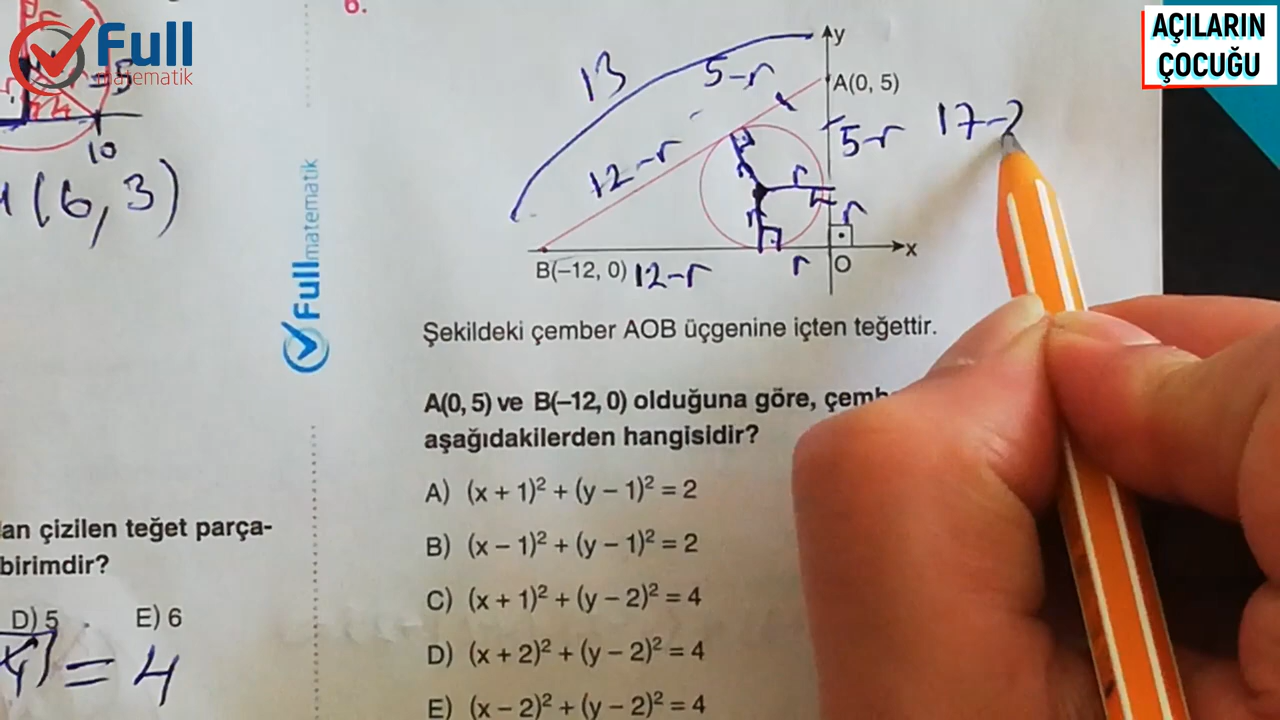 Full
matematik
AÇILARIN
ÇOCUĞU
6.
-5
10
(6, 3)
Full matematik
an çizilen teğet parça-
birimdir?
D) 5
E) 6
= 4
y
A(0, 5)
13
5-r
5-r
17-2
12-r
r
r
r
B(–12, 0)
12-r
r
O
x
Şekildeki çember AOB üçgenine içten teğettir.
A(0, 5) ve B(–12, 0) olduğuna göre, çemb
aşağıdakilerden hangisidir?
A) (x + 1)² + (y – 1)² = 2
B) (x – 1)² + (y – 1)² = 2
C) (x + 1)² + (y – 2)² = 4
D) (x + 2)² + (y – 2)² = 4
E) (x – 2)² + (y – 2)² = 4